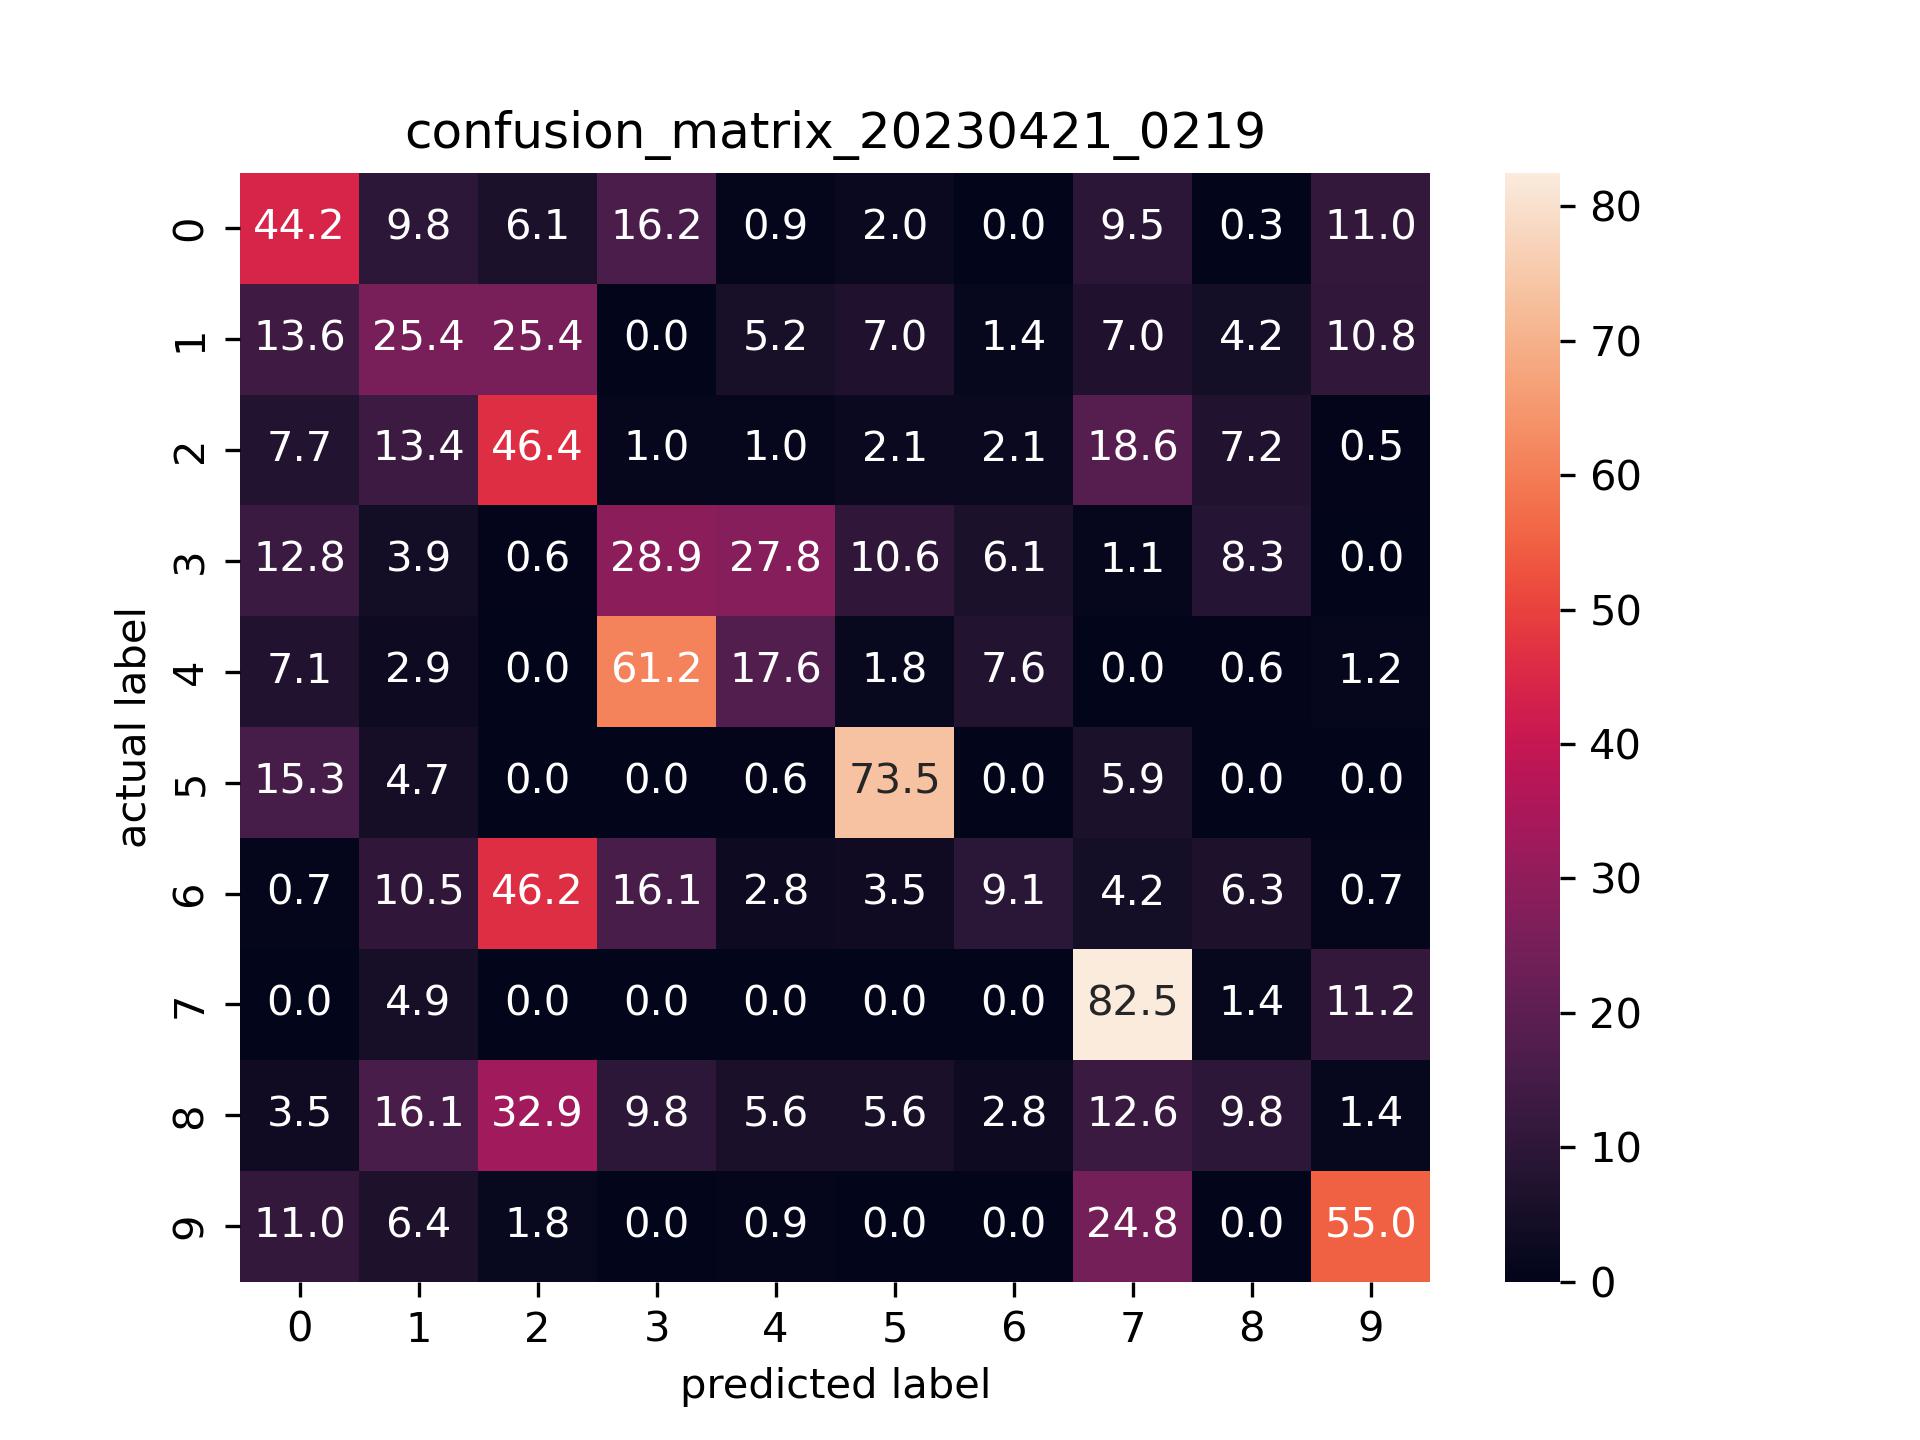 confusion_matrix_20230421_0219
0 44.2 9.8 6.1 16.2 0.9 2.0 0.0 9.5 0.3 11.0
1 13.6 25.4 25.4 0.0 5.2 7.0 1.4 7.0 4.2 10.8
2 7.7 13.4 46.4 1.0 1.0 2.1 2.1 18.6 7.2 0.5
3 12.8 3.9 0.6 28.9 27.8 10.6 6.1 1.1 8.3 0.0
4 7.1 2.9 0.0 61.2 17.6 1.8 7.6 0.0 0.6 1.2
5 15.3 4.7 0.0 0.0 0.6 73.5 0.0 5.9 0.0 0.0
6 0.7 10.5 46.2 16.1 2.8 3.5 9.1 4.2 6.3 0.7
7 0.0 4.9 0.0 0.0 0.0 0.0 0.0 82.5 1.4 11.2
8 3.5 16.1 32.9 9.8 5.6 5.6 2.8 12.6 9.8 1.4
9 11.0 6.4 1.8 0.0 0.9 0.0 0.0 24.8 0.0 55.0
0 1 2 3 4 5 6 7 8 9
predicted label
actual label
80
70
60
50
40
30
20
10
0